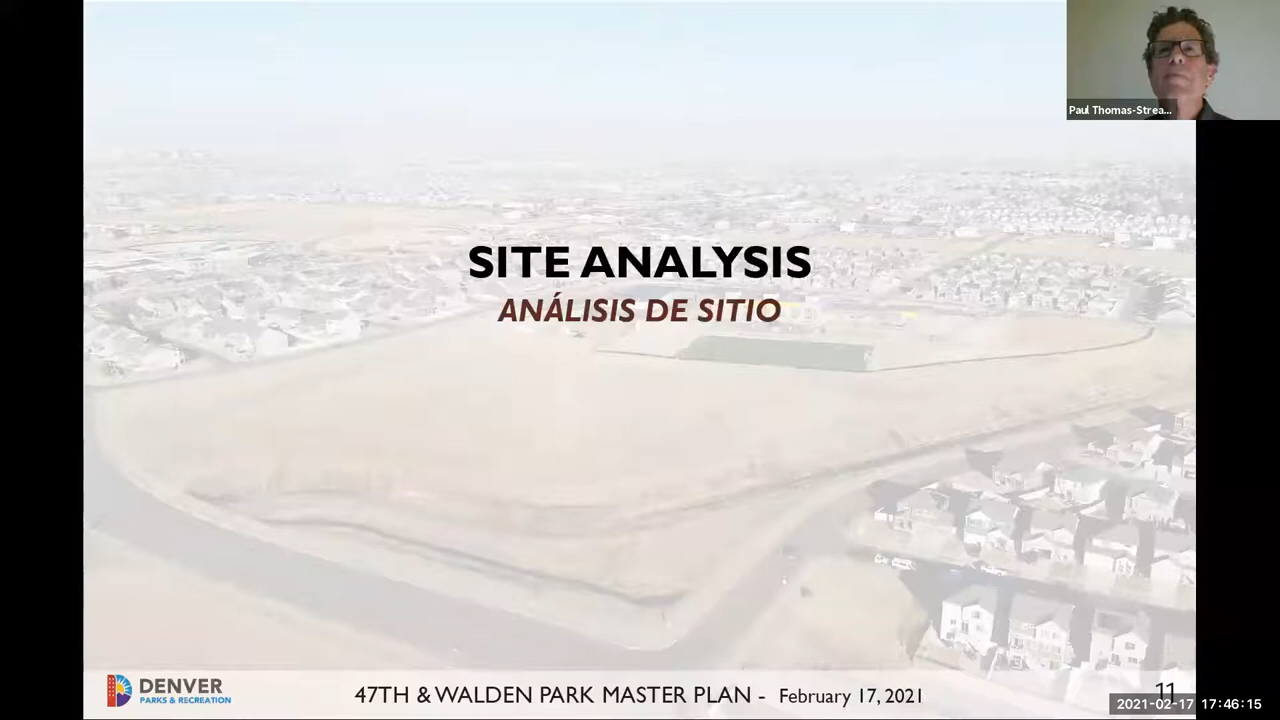 Paul Thomas-Strea...
SITE ANALYSIS
ANÁLISIS DE SITIO
DENVER
PARKS & RECREATION
47TH & WALDEN PARK MASTER PLAN - February 17, 2021
11
2021-02-17 17:46:15